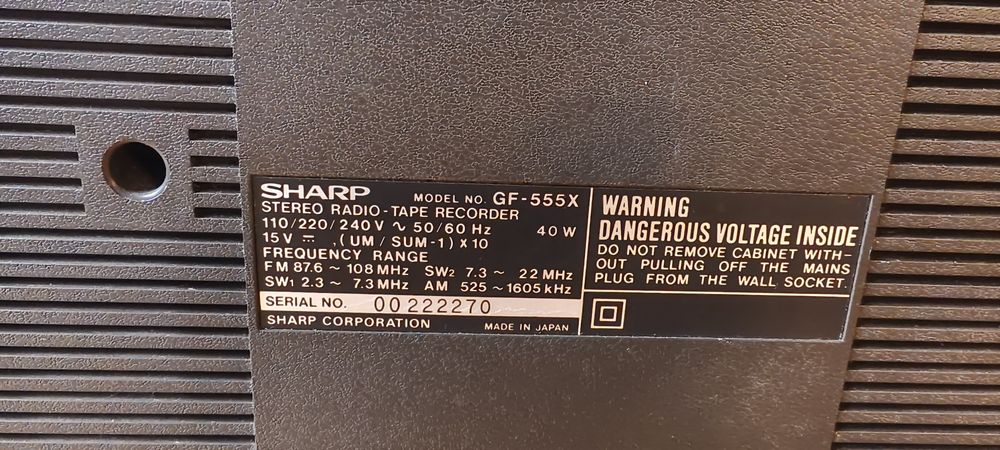 SHARP MODEL NO. GF-555X
STEREO RADIO-TAPE RECORDER
110/220/240V ~ 50/60 Hz 40 W
15V ⎓ ,(UM / SUM-1) X 10
FREQUENCY RANGE
FM 87.6 ~ 108 MHz SW2 7.3 ~ 22 MHz
SW1 2.3 ~ 7.3 MHz AM 525 ~ 1605 kHz
SERIAL NO. 00222270
SHARP CORPORATION MADE IN JAPAN
WARNING
DANGEROUS VOLTAGE INSIDE
DO NOT REMOVE CABINET WITH-
OUT PULLING OFF THE MAINS
PLUG FROM THE WALL SOCKET.